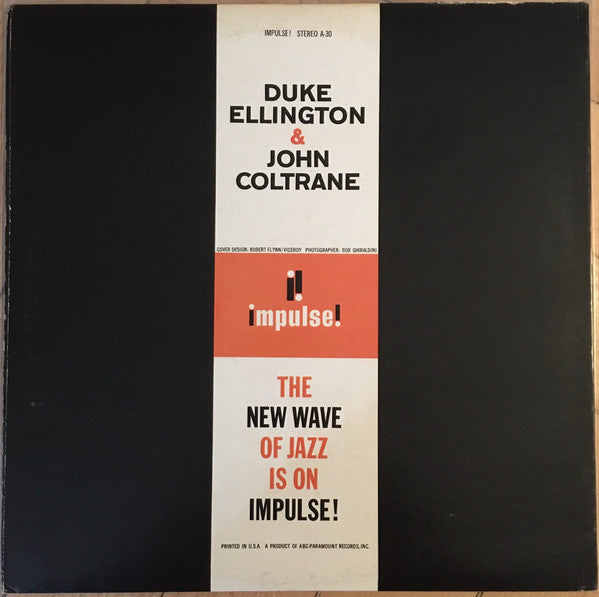 IMPULSE! STEREO A-30
DUKE
ELLINGTON
&
JOHN
COLTRANE
COVER DESIGN: ROBERT FLYNN/VICEROY PHOTOGRAPHER: BOB GHIRALDINI
i!
impulse!
THE
NEW WAVE
OF JAZZ
IS ON
IMPULSE!
PRINTED IN U.S.A. A PRODUCT OF ABC-PARAMOUNT RECORDS, INC.